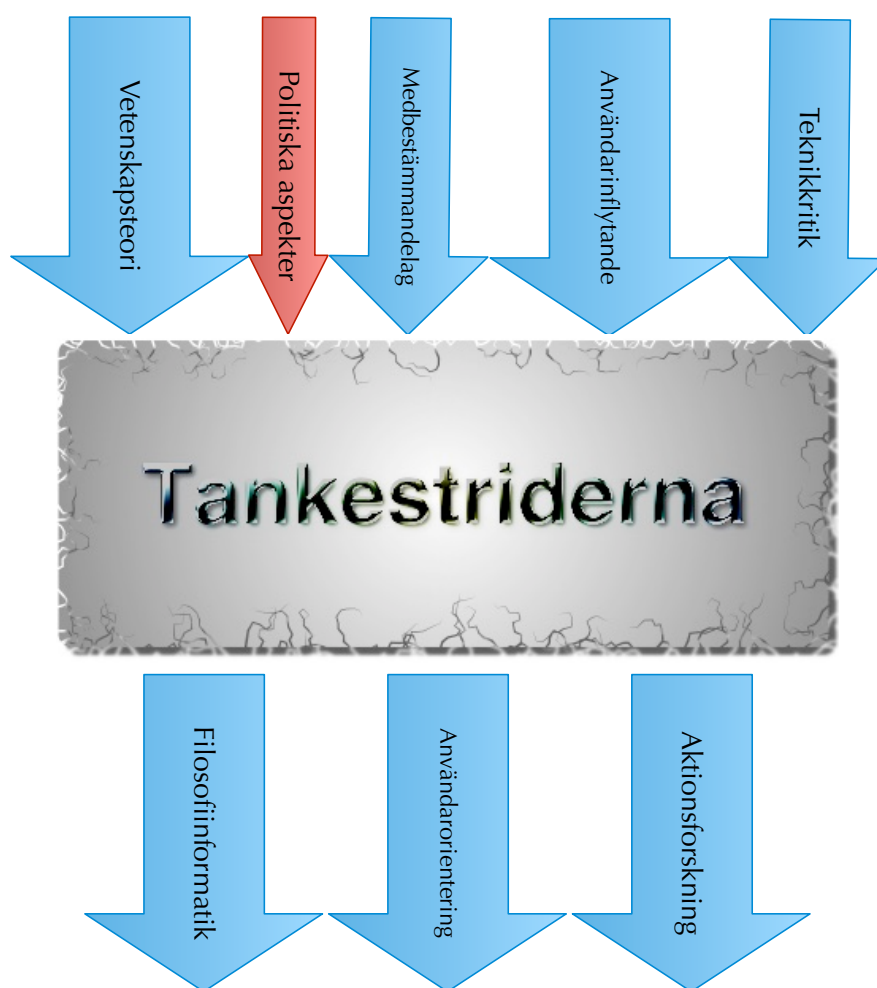 Vetenskapsteori
Politiska aspekter
Medbestämmandelag
Användarinflytande
Teknikkritik
Tankestriderna
Filosofiinformatik
Användarorientering
Aktionsforskning